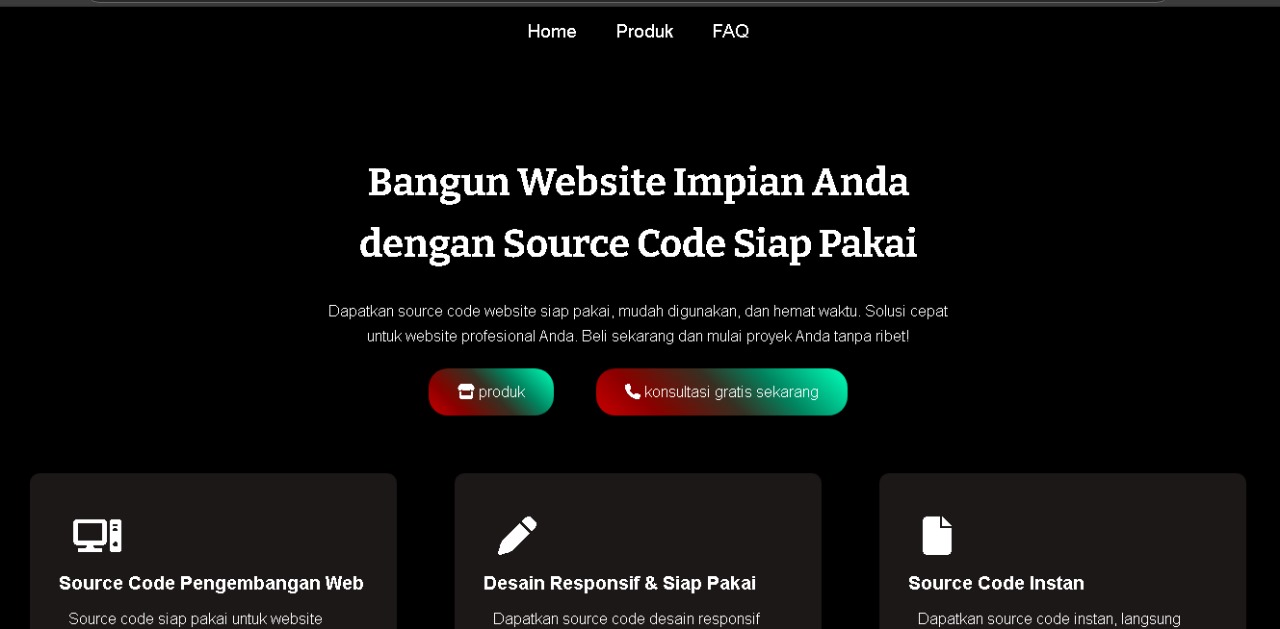 Home Produk FAQ
Bangun Website Impian Anda
dengan Source Code Siap Pakai
Dapatkan source code website siap pakai, mudah digunakan, dan hemat waktu. Solusi cepat
untuk website profesional Anda. Beli sekarang dan mulai proyek Anda tanpa ribet!
produk
konsultasi gratis sekarang
Source Code Pengembangan Web
Source code siap pakai untuk website
Desain Responsif & Siap Pakai
Dapatkan source code desain responsif
Source Code Instan
Dapatkan source code instan, langsung